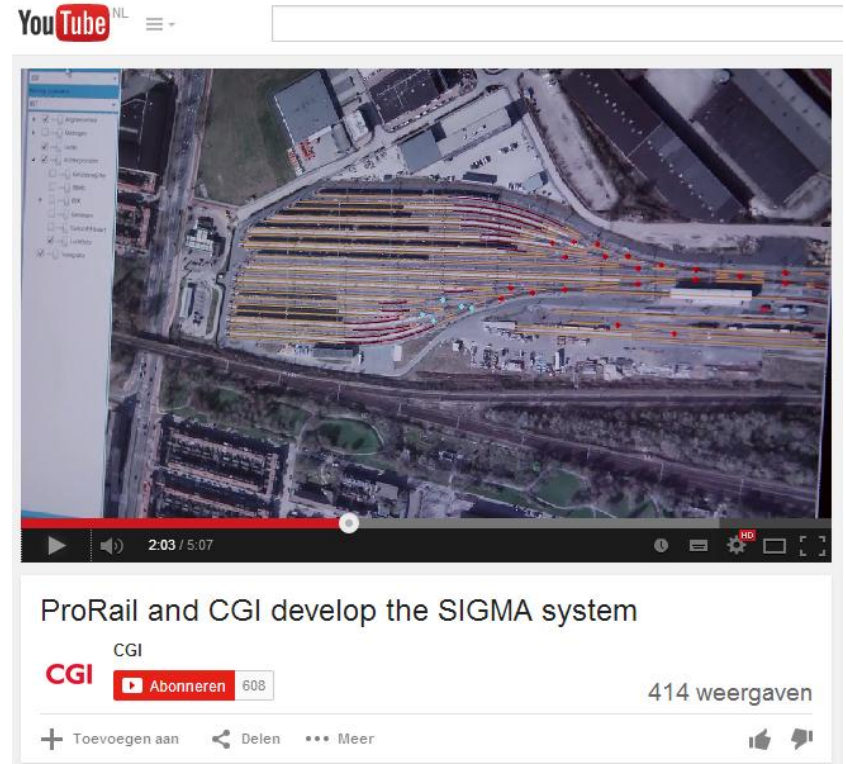 YouTube NL
2:03 / 5:07
HD
ProRail and CGI develop the SIGMA system
CGI
CGI
Abonneren 608
414 weergaven
Toevoegen aan Delen Meer